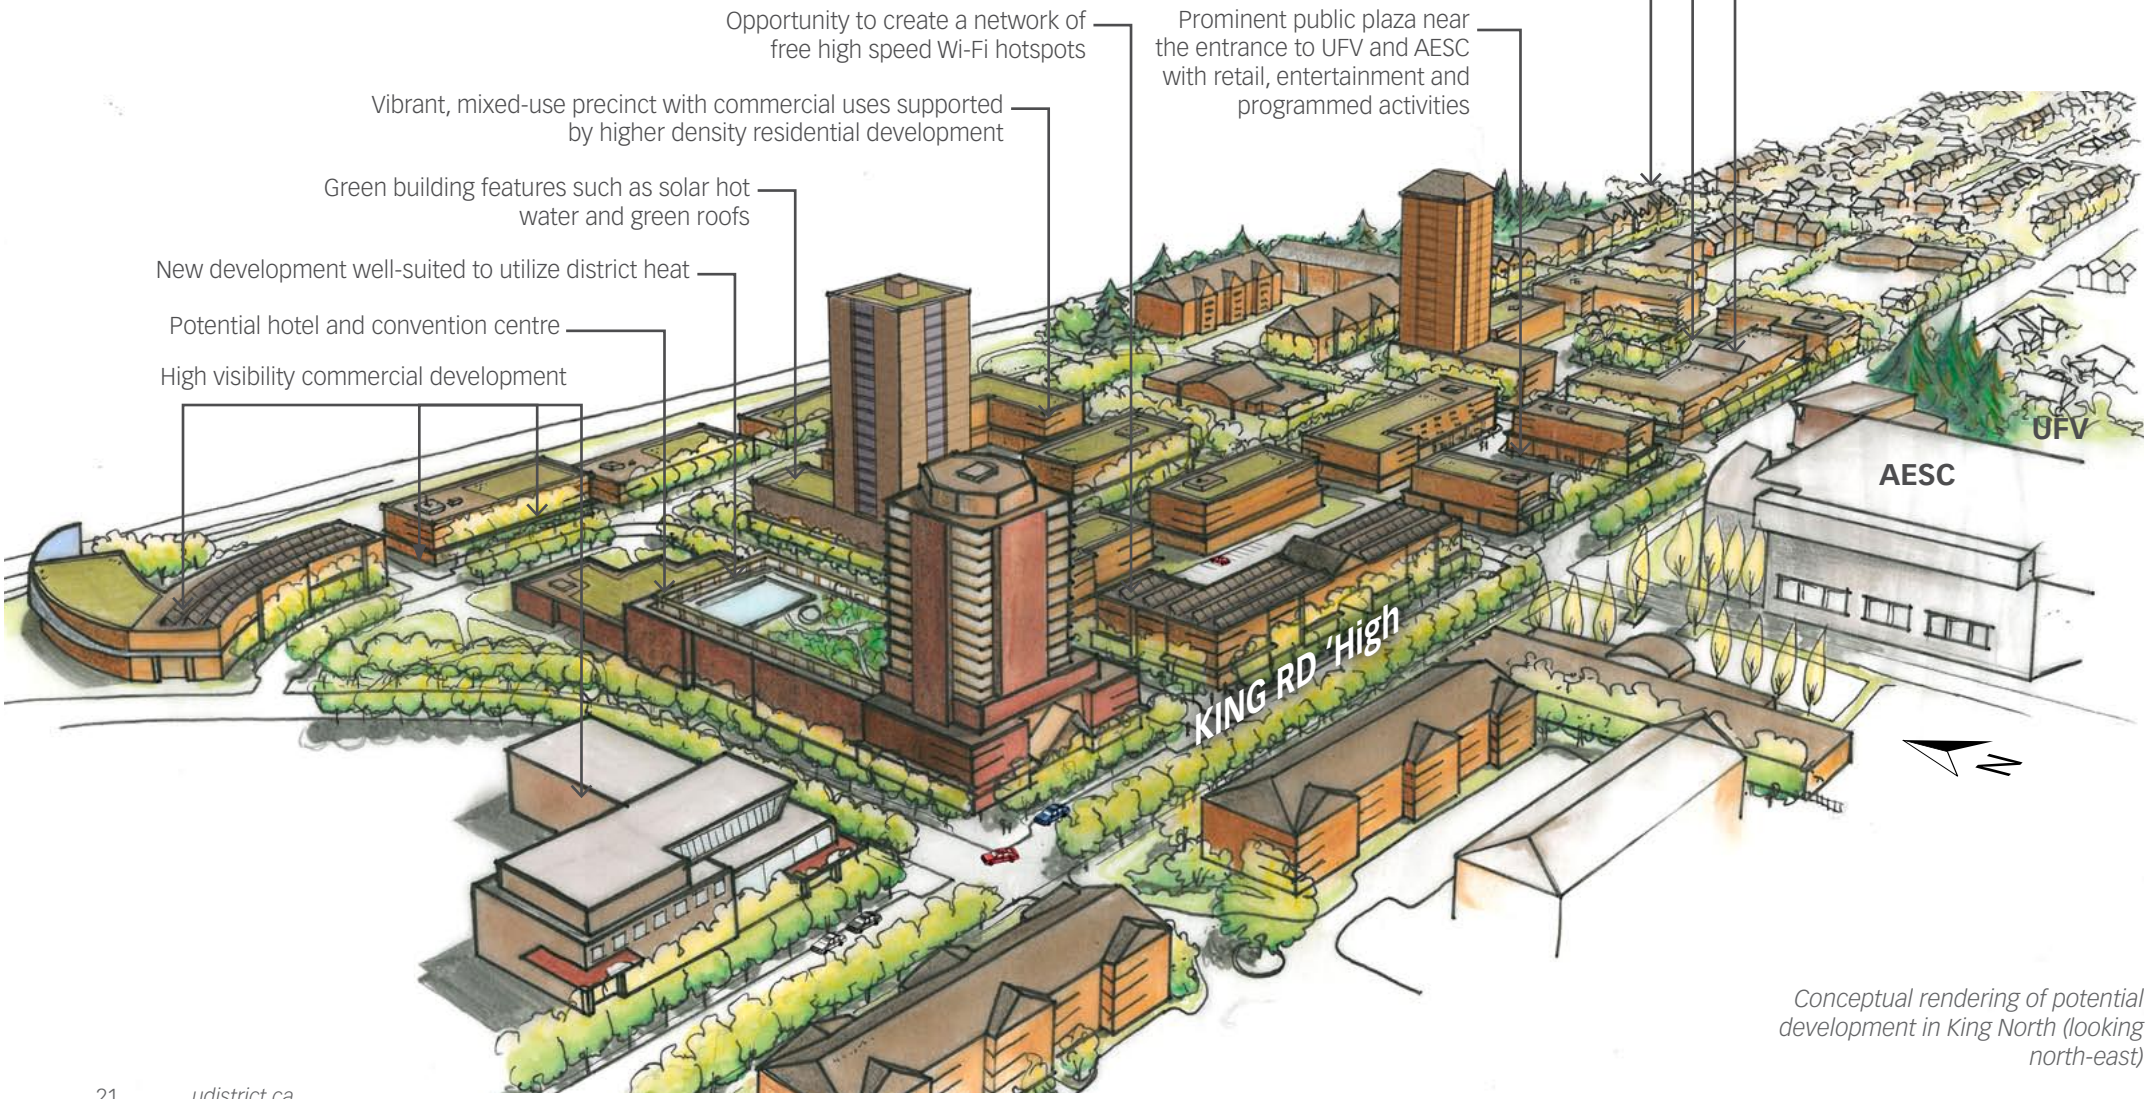 Opportunity to create a network of
free high speed Wi-Fi hotspots
Prominent public plaza near
the entrance to UFV and AESC
with retail, entertainment and
programmed activities
Vibrant, mixed-use precinct with commercial uses supported
by higher density residential development
Green building features such as solar hot
water and green roofs
New development well-suited to utilize district heat
Potential hotel and convention centre
High visibility commercial development
UFV
AESC
KING RD 'High
N
Conceptual rendering of potential
development in King North (looking
north-east)
21 udistrict.ca